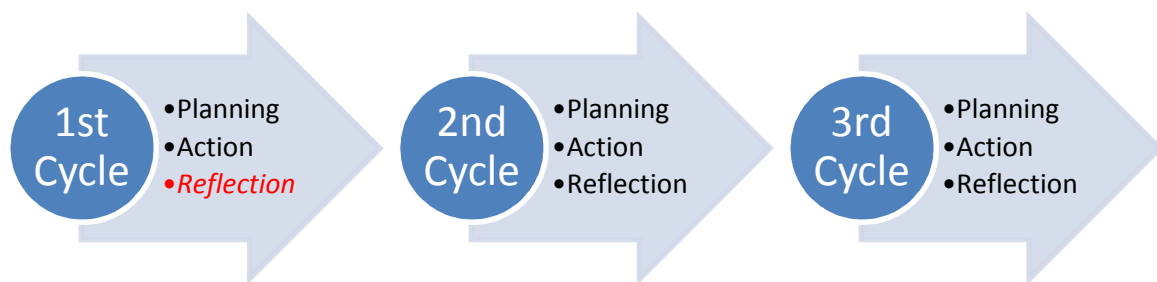 1st
Cycle
•Planning
•Action
•Reflection
2nd
Cycle
•Planning
•Action
•Reflection
3rd
Cycle
•Planning
•Action
•Reflection